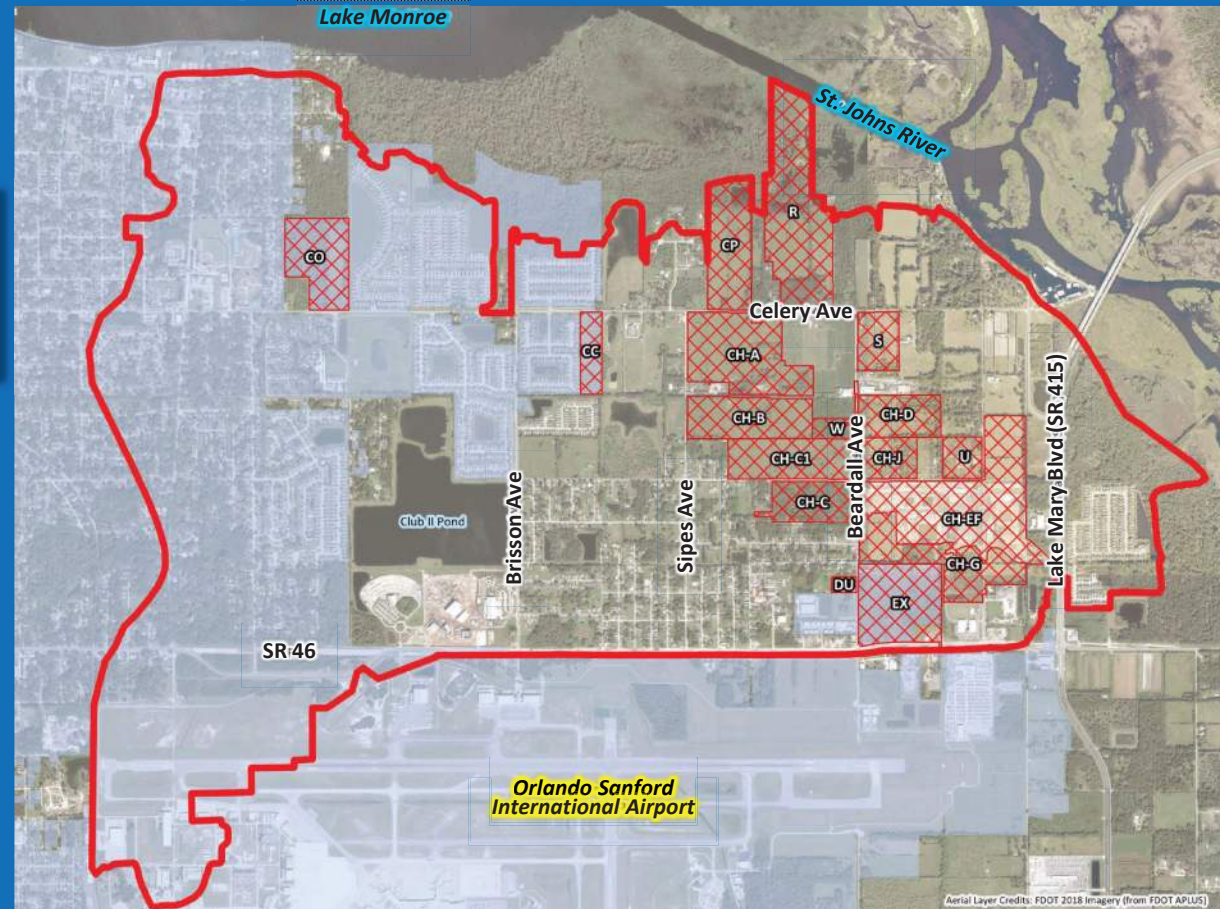 Lake Monroe
St. Johns River
R
CO
CP
Celery Ave
CC
CH-A
S
CH-B
W
CH-D
CH-C1
CH-J
U
CH-C
CH-EF
Club II Pond
Brisson Ave
Sipes Ave
Beardall Ave
Lake Mary Blvd (SR 415)
CH-G
DU
EX
SR 46
Orlando Sanford
International Airport
Aerial Layer Credits: FDOT 2018 Imagery (from FDOT APLUS)